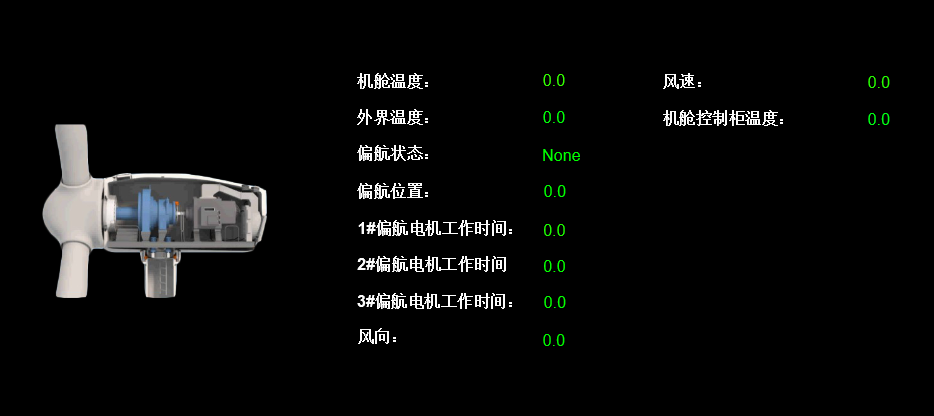 机舱温度： 0.0 风速： 0.0
外界温度： 0.0 机舱控制柜温度： 0.0
偏航状态： None
偏航位置： 0.0
1#偏航电机工作时间： 0.0
2#偏航电机工作时间 0.0
3#偏航电机工作时间： 0.0
风向： 0.0